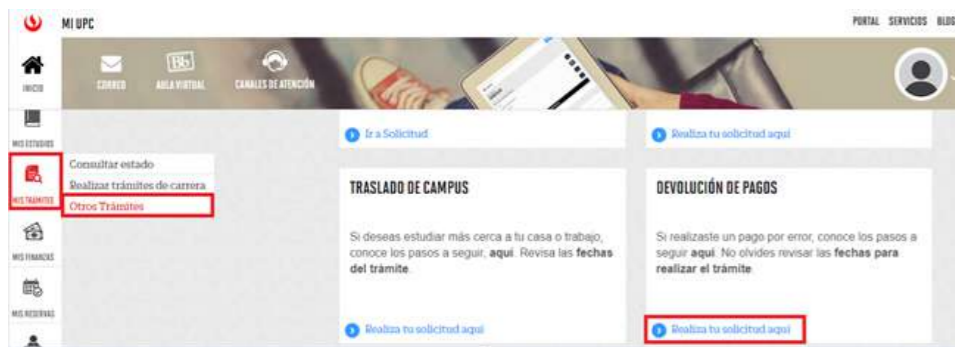 MI UPC
PORTAL SERVICIOS BLOG
INICIO
CORREO
Bb
AULA VIRTUAL
CANALES DE ATENCIÓN
MIS ESTUDIOS
Ir a Solicitud
Realiza tu solicitud aquí
MIS TRÁMITES
Consultar estado
Realizar trámites de carrera
Otros Trámites
TRASLADO DE CAMPUS
Si deseas estudiar más cerca a tu casa o trabajo,
conoce los pasos a seguir, aquí. Revisa las fechas
del trámite.
Realiza tu solicitud aquí
DEVOLUCIÓN DE PAGOS
Si realizaste un pago por error, conoce los pasos a
seguir aquí. No olvides revisar las fechas para
realizar el trámite.
Realiza tu solicitud aquí
MIS FINANZAS
MIS RESERVAS